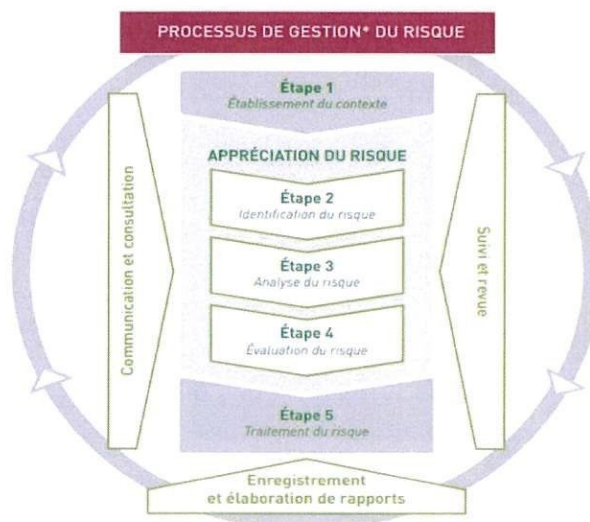 PROCESSUS DE GESTION* DU RISQUE
Étape 1
Établissement du contexte
APPRÉCIATION DU RISQUE
Étape 2
Identification du risque
Étape 3
Analyse du risque
Étape 4
Évaluation du risque
Étape 5
Traitement du risque
Communication et consultation
Suivi et revue
Enregistrement
et élaboration de rapports